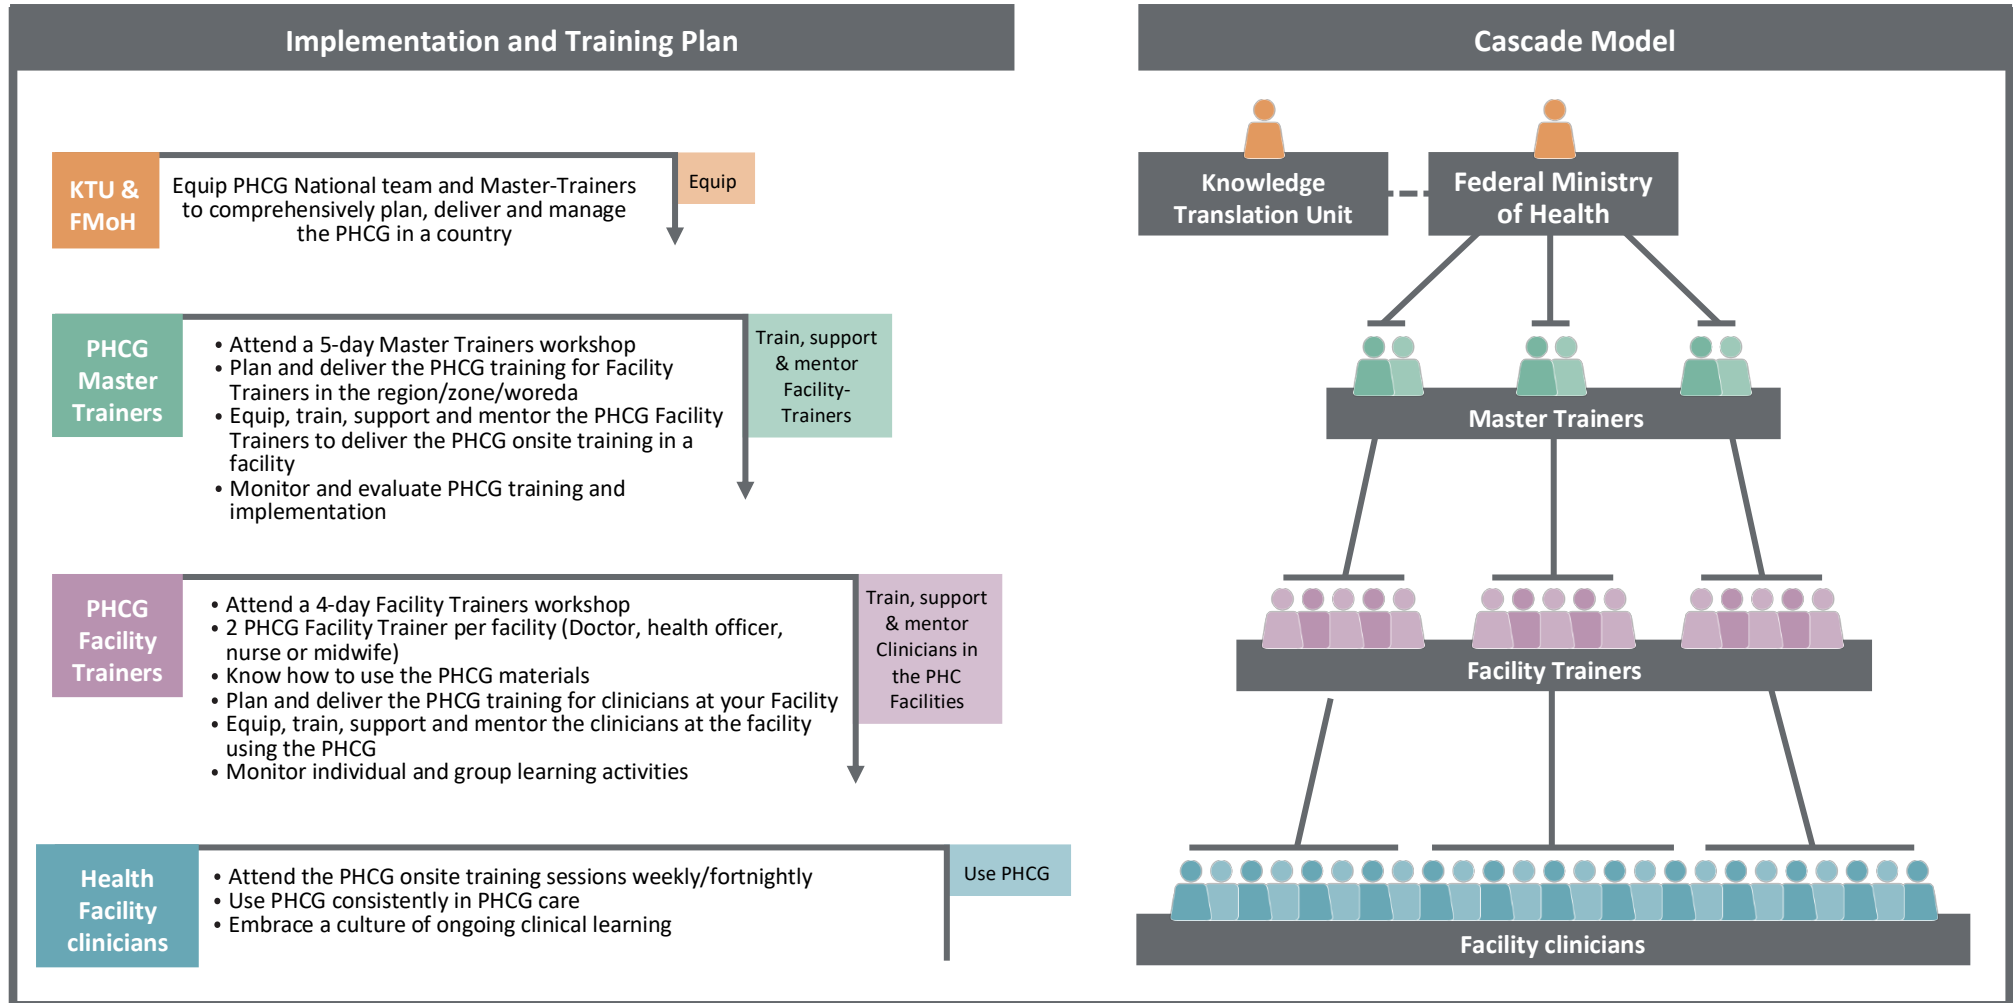 Implementation and Training Plan
KTU &
FMoH
Equip PHCG National team and Master-Trainers
to comprehensively plan, deliver and manage
the PHCG in a country
Equip
PHCG
Master
Trainers
• Attend a 5-day Master Trainers workshop
• Plan and deliver the PHCG training for Facility
Trainers in the region/zone/woreda
• Equip, train, support and mentor the PHCG Facility
Trainers to deliver the PHCG onsite training in a
facility
• Monitor and evaluate PHCG training and
implementation
Train, support
& mentor
Facility-
Trainers
PHCG
Facility
Trainers
• Attend a 4-day Facility Trainers workshop
• 2 PHCG Facility Trainer per facility (Doctor, health officer,
nurse or midwife)
• Know how to use the PHCG materials
• Plan and deliver the PHCG training for clinicians at your Facility
• Equip, train, support and mentor the clinicians at the facility
using the PHCG
• Monitor individual and group learning activities
Train, support
& mentor
Clinicians in
the PHC
Facilities
Health
Facility
clinicians
• Attend the PHCG onsite training sessions weekly/fortnightly
• Use PHCG consistently in PHCG care
• Embrace a culture of ongoing clinical learning
Use PHCG
Cascade Model
Knowledge
Translation Unit
Federal Ministry
of Health
Master Trainers
Facility Trainers
Facility clinicians